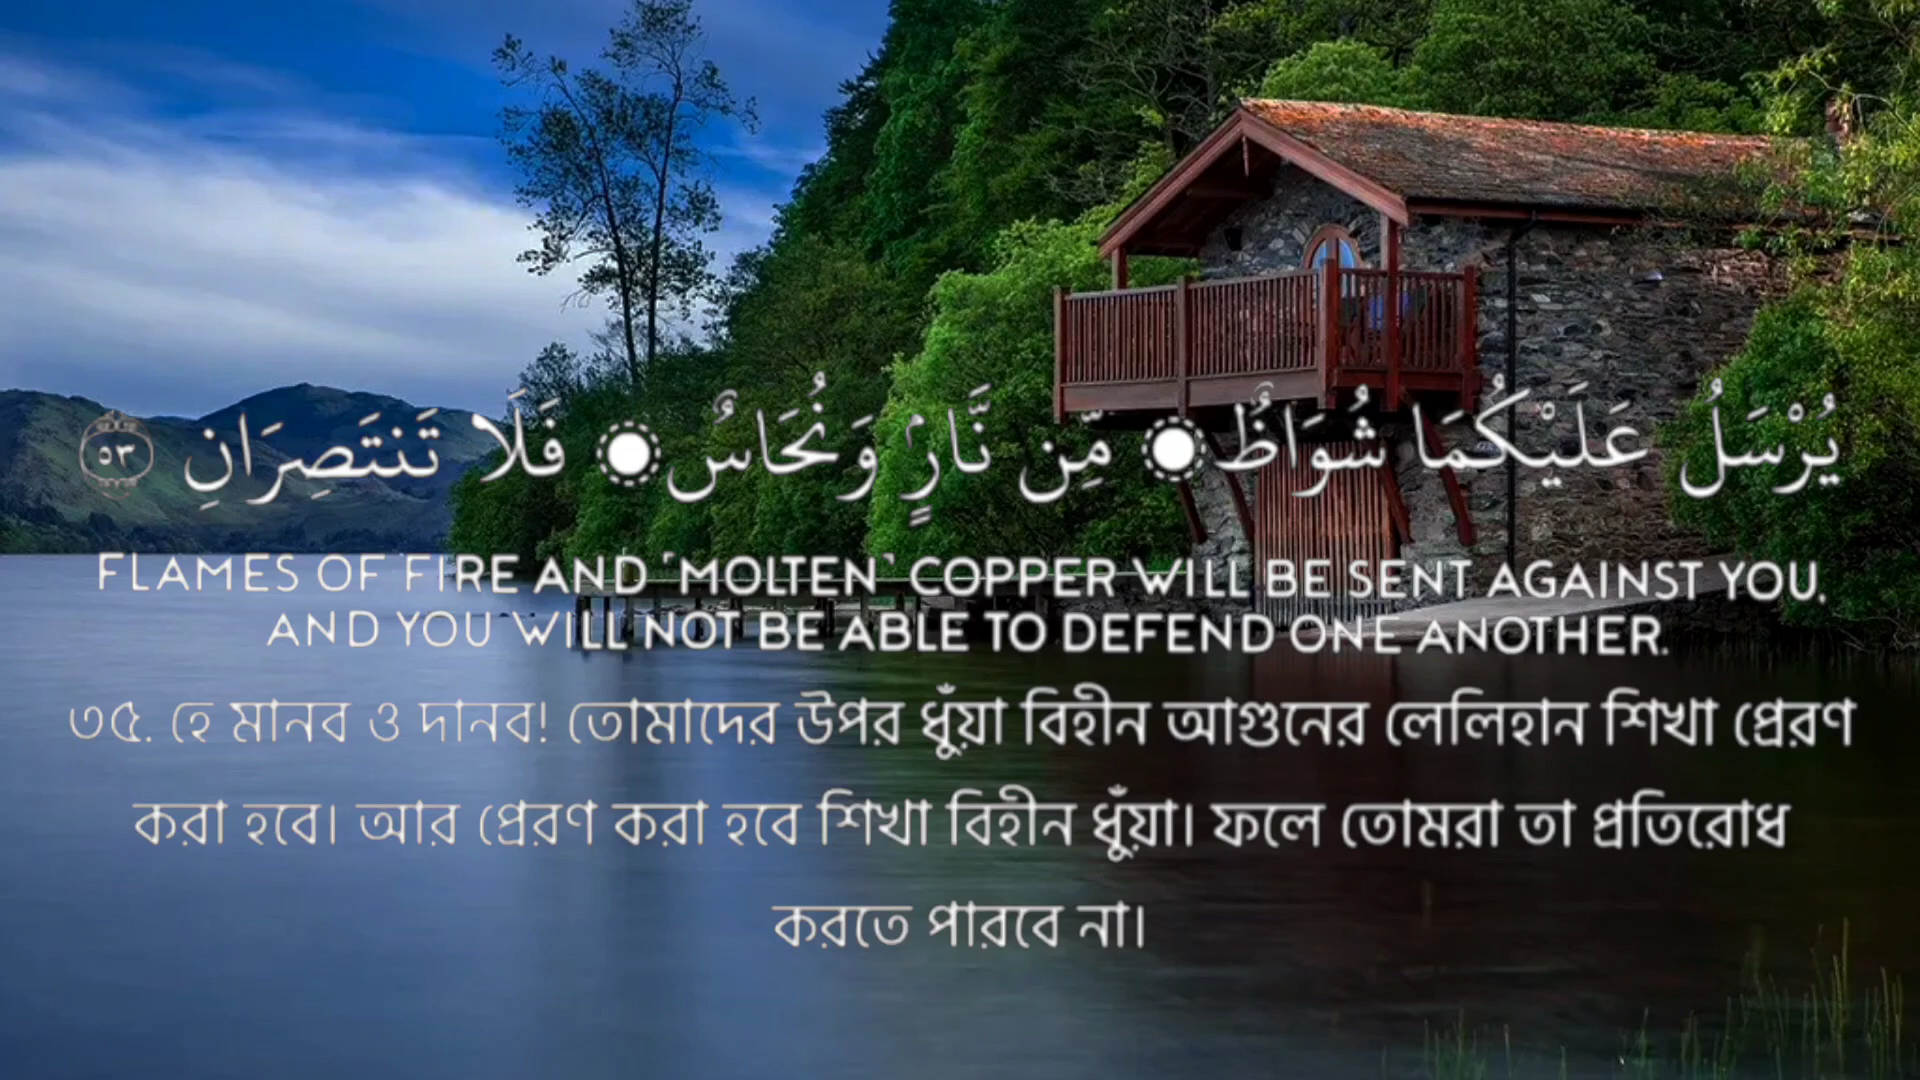 يُرْسَلُ عَلَيْكُمَا شُوَاظٌ مِّن نَّارٍ وَنُحَاسٌ فَلَا تَنتَصِرَانِ ٥٣
FLAMES OF FIRE AND ˹MOLTEN˺ COPPER WILL BE SENT AGAINST YOU,
AND YOU WILL NOT BE ABLE TO DEFEND ONE ANOTHER.
৩৫. হে মানব ও দানব! তোমাদের উপর ধুঁয়া বিহীন আগুনের লেলিহান শিখা প্রেরণ
করা হবে। আর প্রেরণ করা হবে শিখা বিহীন ধুঁয়া। ফলে তোমরা তা প্রতিরোধ
করতে পারবে না।